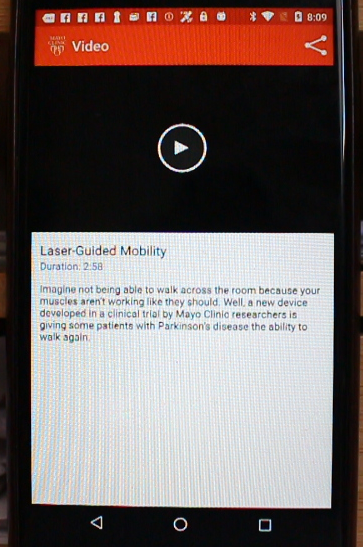 8:09
MAYO
CLINIC
Video
Laser-Guided Mobility
Duration: 2:58
Imagine not being able to walk across the room because your
muscles aren't working like they should. Well, a new device
developed in a clinical trial by Mayo Clinic researchers is
giving some patients with Parkinson's disease the ability to
walk again.